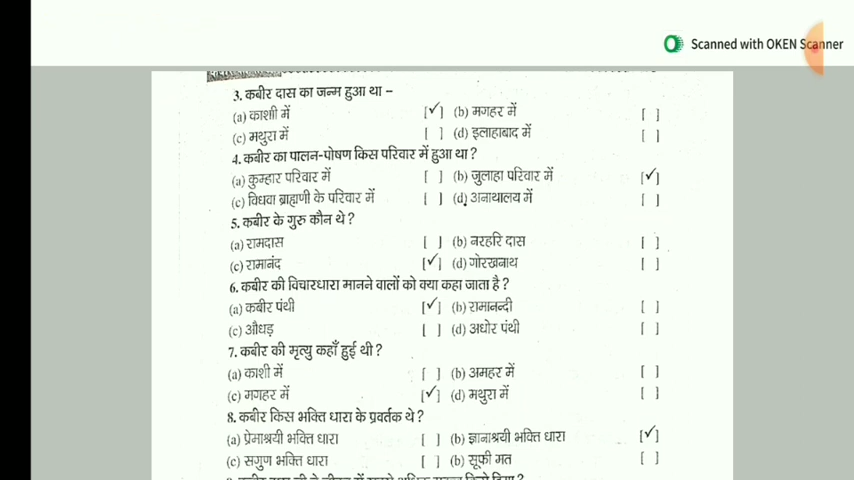 Scanned with OKEN Scanner
3. कबीर दास का जन्म हुआ था –
(a) काशी में [✓] (b) मगहर में [ ]
(c) मथुरा में [ ] (d) इलाहाबाद में [ ]
4. कबीर का पालन-पोषण किस परिवार में हुआ था ?
(a) कुम्हार परिवार में [ ] (b) जुलाहा परिवार में [✓]
(c) विधवा ब्राह्मणी के परिवार में [ ] (d) अनाथालय में [ ]
5. कबीर के गुरु कौन थे ?
(a) रामदास [ ] (b) नरहरि दास [ ]
(c) रामानंद [✓] (d) गोरखनाथ [ ]
6. कबीर की विचारधारा मानने वालों को क्या कहा जाता है ?
(a) कबीर पंथी [✓] (b) रामानन्दी [ ]
(c) औधड़ [ ] (d) अधोर पंथी [ ]
7. कबीर की मृत्यु कहाँ हुई थी ?
(a) काशी में [ ] (b) अमहर में [ ]
(c) मगहर में [✓] (d) मथुरा में [ ]
8. कबीर किस भक्ति धारा के प्रवर्तक थे ?
(a) प्रेमाश्रयी भक्ति धारा [ ] (b) ज्ञानाश्रयी भक्ति धारा [✓]
(c) सगुण भक्ति धारा [ ] (b) सूफी मत [ ]